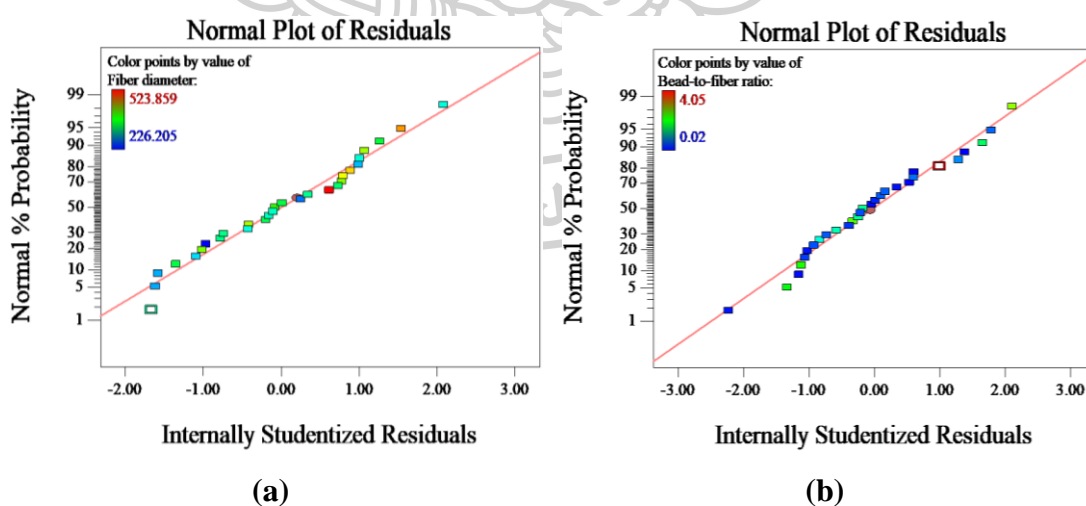 Normal Plot of Residuals
Color points by value of
Fiber diameter:
523.859
226.205
Normal % Probability
99
95
90
80
70
50
30
20
10
5
1
-2.00 -1.00 0.00 1.00 2.00 3.00
Internally Studentized Residuals
(a)
Normal Plot of Residuals
Color points by value of
Bead-to-fiber ratio:
4.05
0.02
Normal % Probability
99
95
90
80
70
50
30
20
10
5
1
-3.00 -2.00 -1.00 0.00 1.00 2.00 3.00
Internally Studentized Residuals
(b)